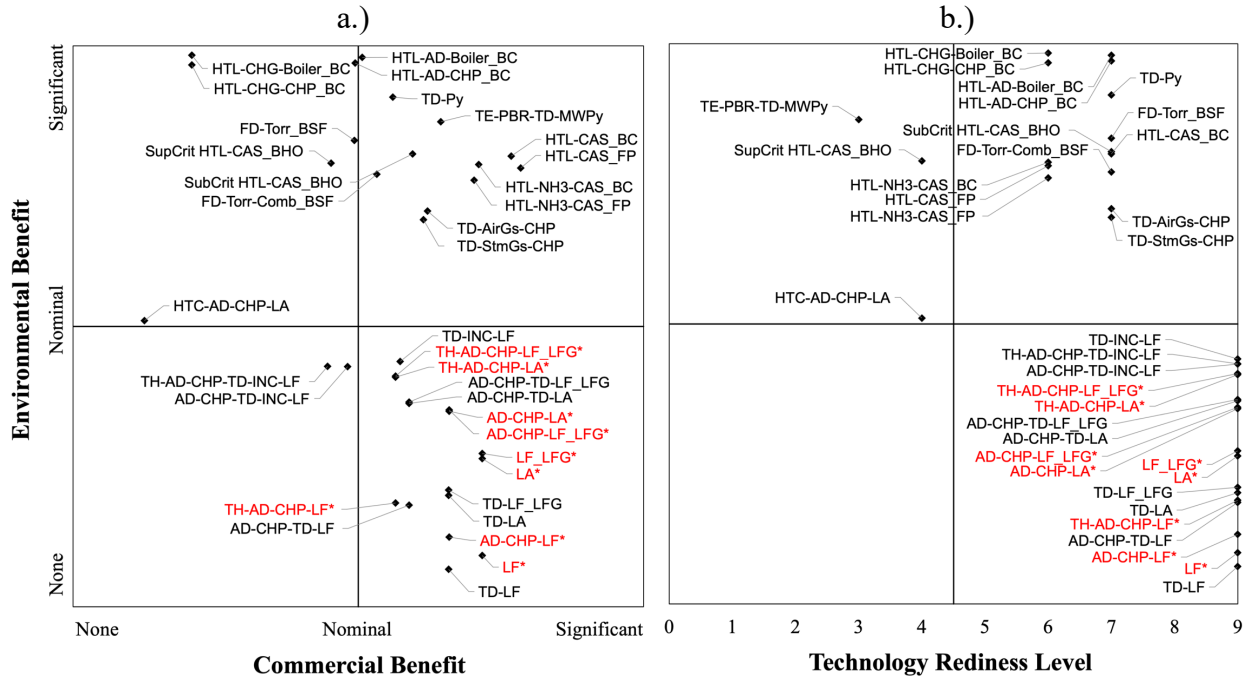 a.)
Environmental Benefit
Significant
Nominal
None
HTL-CHG-Boiler_BC
HTL-CHG-CHP_BC
HTL-AD-Boiler_BC
HTL-AD-CHP_BC
TD-Py
TE-PBR-TD-MWPy
FD-Torr_BSF
SupCrit HTL-CAS_BHO
HTL-CAS_BC
HTL-CAS_FP
SubCrit HTL-CAS_BHO
FD-Torr-Comb_BSF
HTL-NH3-CAS_BC
HTL-NH3-CAS_FP
TD-AirGs-CHP
TD-StmGs-CHP
HTC-AD-CHP-LA
TD-INC-LF
TH-AD-CHP-LF_LFG*
TH-AD-CHP-LA*
TH-AD-CHP-TD-INC-LF
AD-CHP-TD-INC-LF
AD-CHP-TD-LF_LFG
AD-CHP-TD-LA
AD-CHP-LA*
AD-CHP-LF_LFG*
LF_LFG*
LA*
TD-LF_LFG
TD-LA
TH-AD-CHP-LF*
AD-CHP-TD-LF
AD-CHP-LF*
LF*
TD-LF
None
Nominal
Significant
Commercial Benefit
b.)
HTL-CHG-Boiler_BC
HTL-CHG-CHP_BC
HTL-AD-Boiler_BC
HTL-AD-CHP_BC
TD-Py
TE-PBR-TD-MWPy
FD-Torr_BSF
SubCrit HTL-CAS_BHO
HTL-CAS_BC
SupCrit HTL-CAS_BHO
FD-Torr-Comb_BSF
HTL-NH3-CAS_BC
HTL-CAS_FP
HTL-NH3-CAS_FP
TD-AirGs-CHP
TD-StmGs-CHP
HTC-AD-CHP-LA
TD-INC-LF
TH-AD-CHP-TD-INC-LF
AD-CHP-TD-INC-LF
TH-AD-CHP-LF_LFG*
TH-AD-CHP-LA*
AD-CHP-TD-LF_LFG
AD-CHP-TD-LA
AD-CHP-LF_LFG*
AD-CHP-LA*
LF_LFG*
LA*
TD-LF_LFG
TD-LA
TH-AD-CHP-LF*
AD-CHP-TD-LF
AD-CHP-LF*
LF*
TD-LF
0 1 2 3 4 5 6 7 8 9
Technology Rediness Level